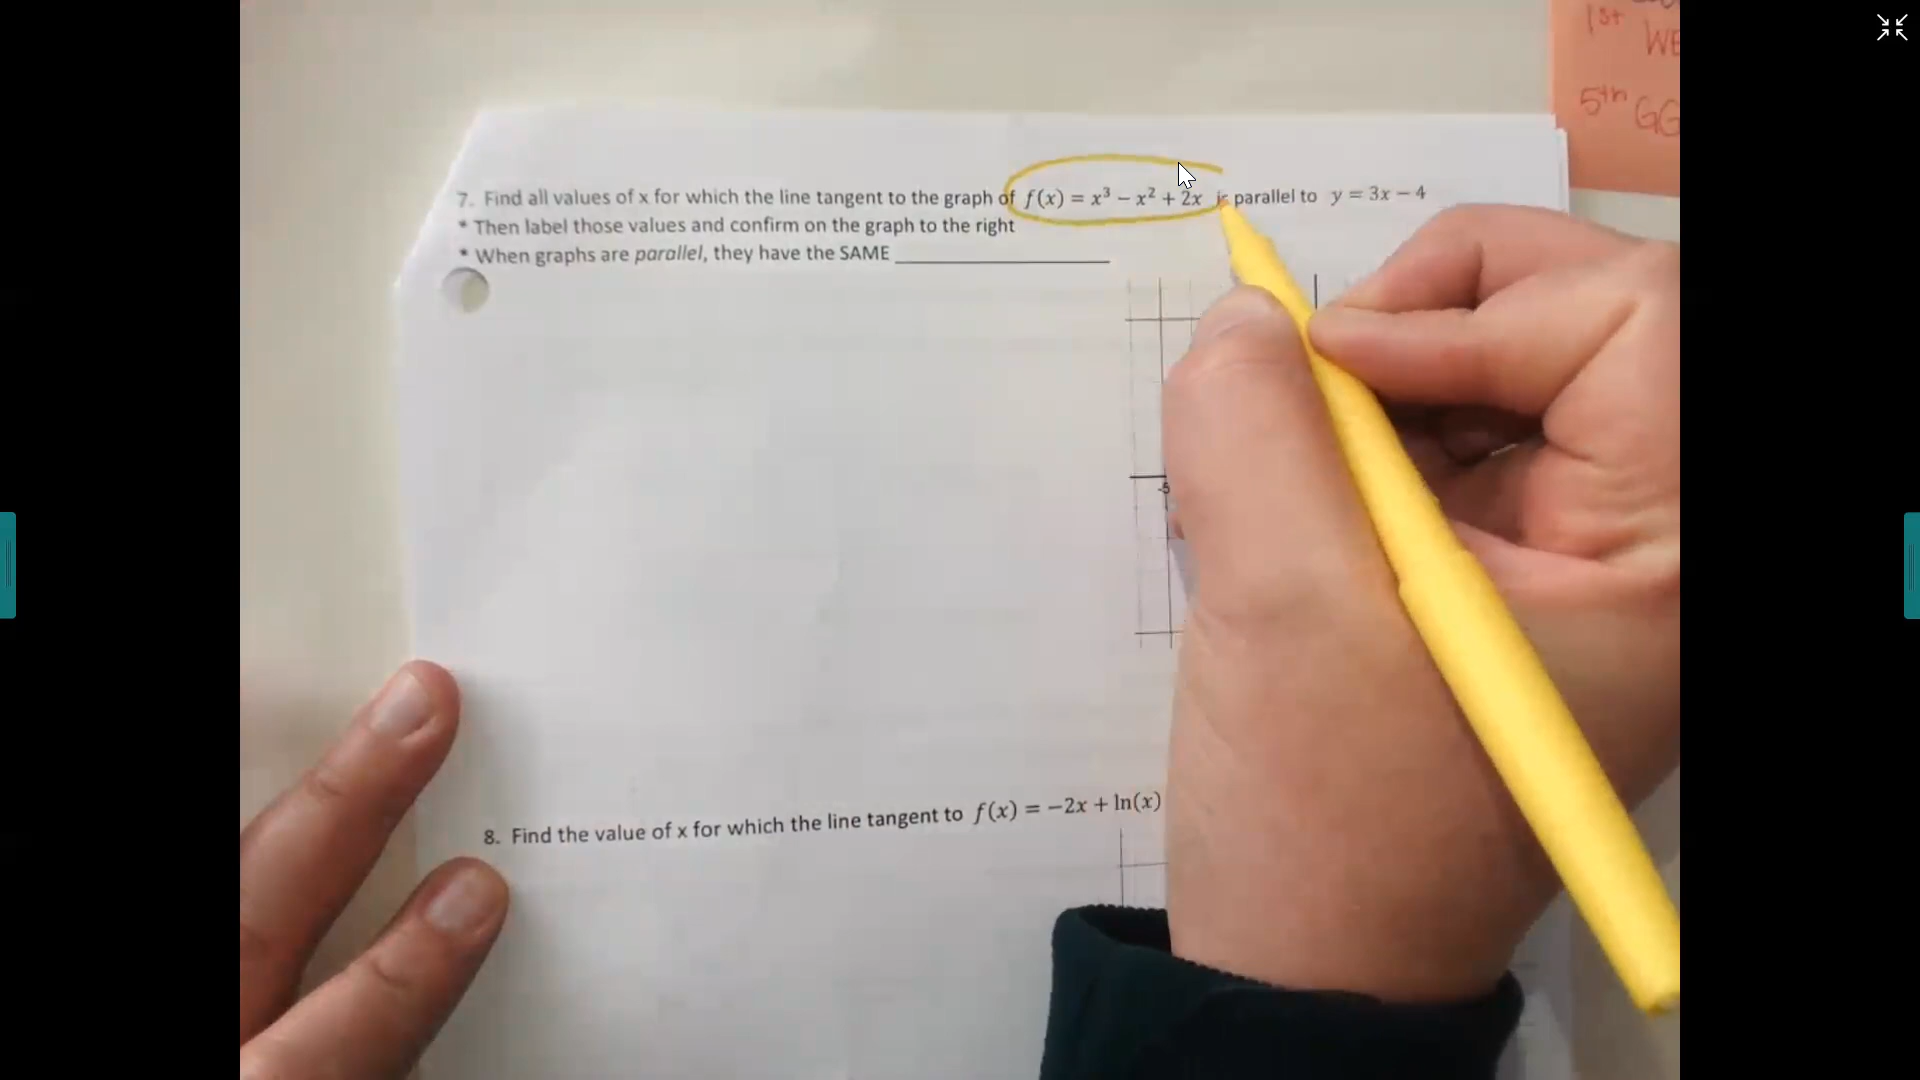 1st WE
5th GG
7. Find all values of x for which the line tangent to the graph of f(x) = x³ − x² + 2x is parallel to y = 3x − 4
* Then label those values and confirm on the graph to the right
* When graphs are parallel, they have the SAME ____________________
-5
8. Find the value of x for which the line tangent to f(x) = −2x + ln(x)